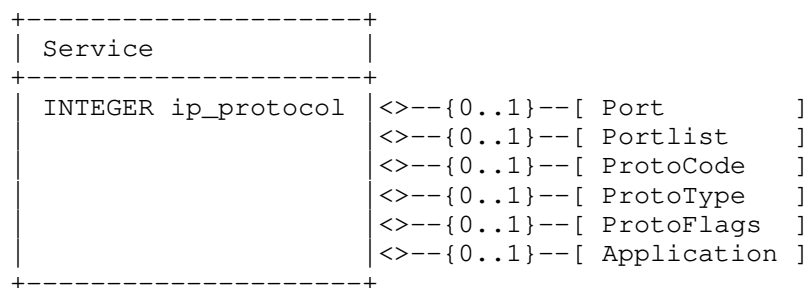 +---------------------+
| Service             |
+---------------------+
| INTEGER ip_protocol |<>--{0..1}--[ Port        ]
|                     |<>--{0..1}--[ Portlist    ]
|                     |<>--{0..1}--[ ProtoCode   ]
|                     |<>--{0..1}--[ ProtoType   ]
|                     |<>--{0..1}--[ ProtoFlags  ]
|                     |<>--{0..1}--[ Application ]
+---------------------+